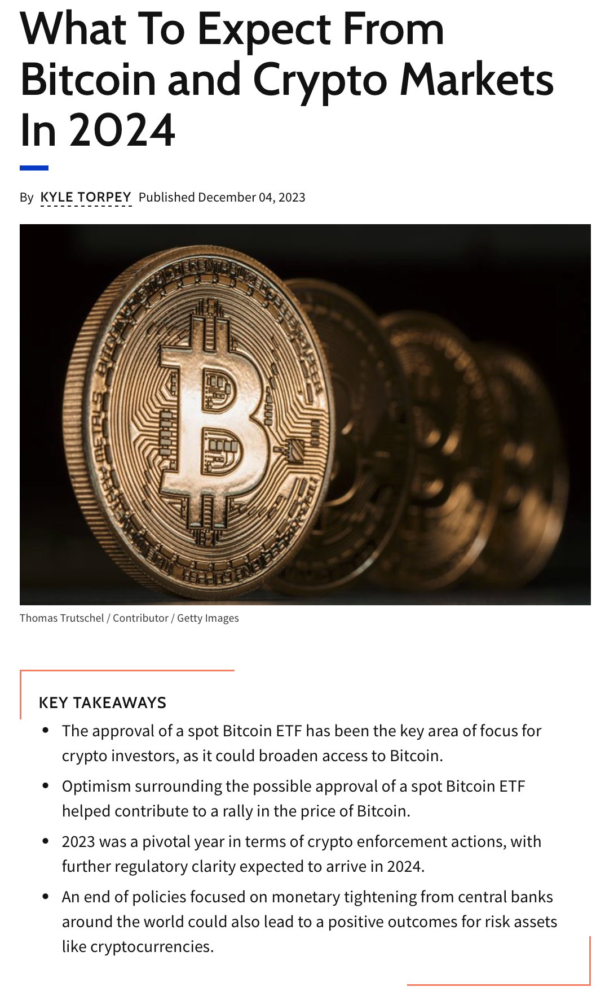 What To Expect From
Bitcoin and Crypto Markets
In 2024
By KYLE TORPEY Published December 04, 2023
DECENTRALIZED
BITCOIN
Thomas Trutschel / Contributor / Getty Images
KEY TAKEAWAYS
• The approval of a spot Bitcoin ETF has been the key area of focus for
crypto investors, as it could broaden access to Bitcoin.
• Optimism surrounding the possible approval of a spot Bitcoin ETF
helped contribute to a rally in the price of Bitcoin.
• 2023 was a pivotal year in terms of crypto enforcement actions, with
further regulatory clarity expected to arrive in 2024.
• An end of policies focused on monetary tightening from central banks
around the world could also lead to a positive outcomes for risk assets
like cryptocurrencies.